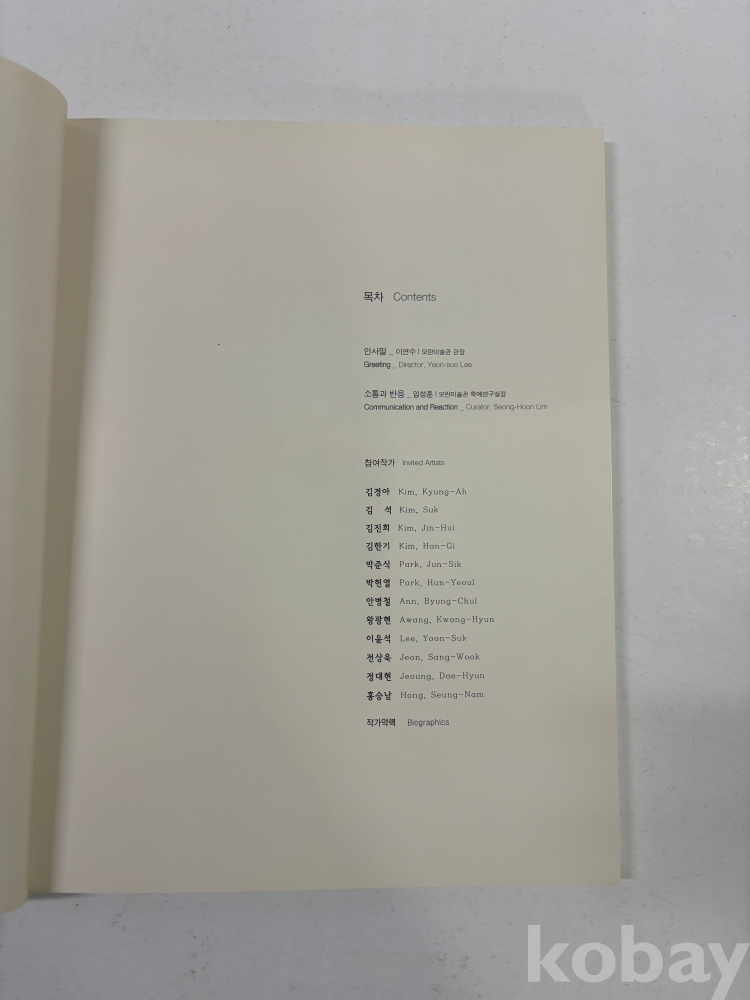 목차 Contents
인사말 _ 이연수 | 모란미술관 관장
Greeting _ Director, Yeon-soo Lee
소통과 반응 _ 임성훈 | 모란미술관 학예연구실장
Communication and Reaction _ Curator, Seong-Hoon Lim
참여작가 Invited Artists
김경아 Kim, Kyung-Ah
김 석 Kim, Suk
김진희 Kim, Jin-Hui
김한기 Kim, Hon-Gi
박준식 Park, Jun-Sik
박헌열 Park, Hun-Yeoul
안병철 Ann, Byung-Chul
왕광현 Awang, Kwang-Hyun
이윤석 Lee, Yoon-Suk
전상욱 Jeon, Sang-Wook
정대현 Jeoung, Dae-Hyun
홍승남 Hong, Seung-Nam
작가약력 Biographics
kobay